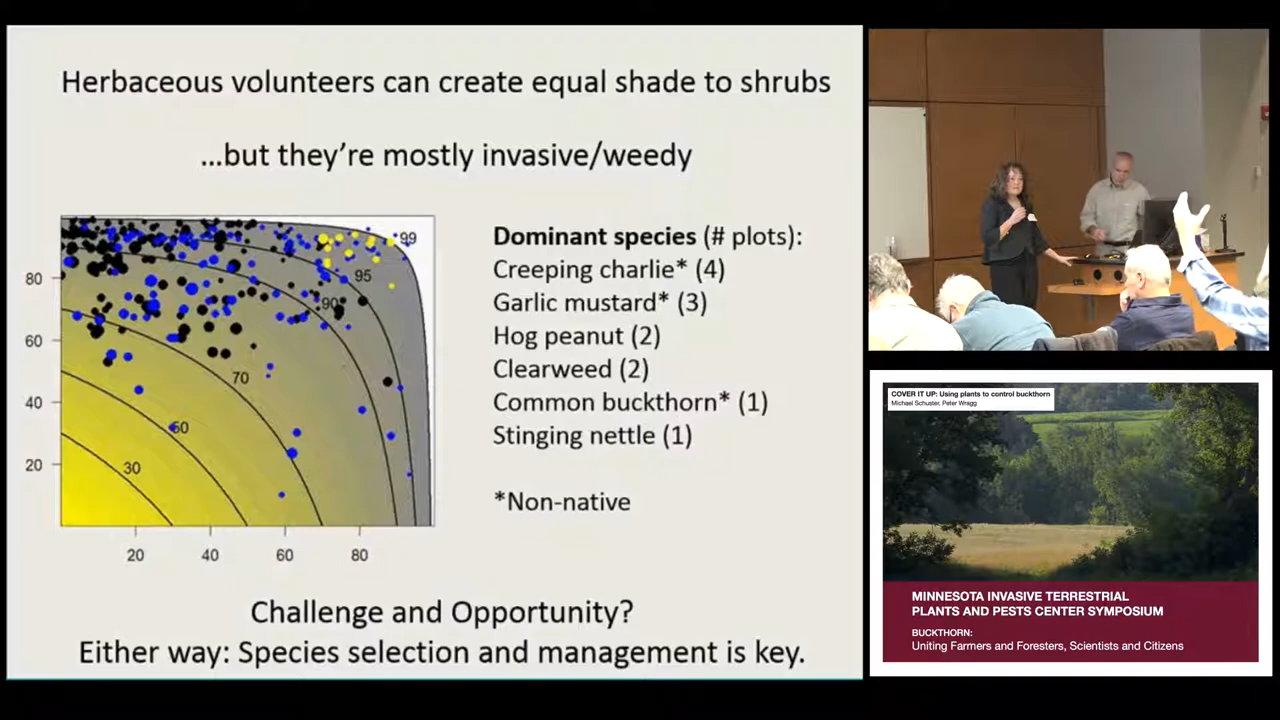 Herbaceous volunteers can create equal shade to shrubs
...but they're mostly invasive/weedy
99
95
90
80
60
70
40
50
20
30
20 40 60 80
Dominant species (# plots):
Creeping charlie* (4)
Garlic mustard* (3)
Hog peanut (2)
Clearweed (2)
Common buckthorn* (1)
Stinging nettle (1)
*Non-native
Challenge and Opportunity?
Either way: Species selection and management is key.
COVER IT UP: Using plants to control buckthorn
Michael Schuster, Peter Wragg
MINNESOTA INVASIVE TERRESTRIAL
PLANTS AND PESTS CENTER SYMPOSIUM
BUCKTHORN:
Uniting Farmers and Foresters, Scientists and Citizens